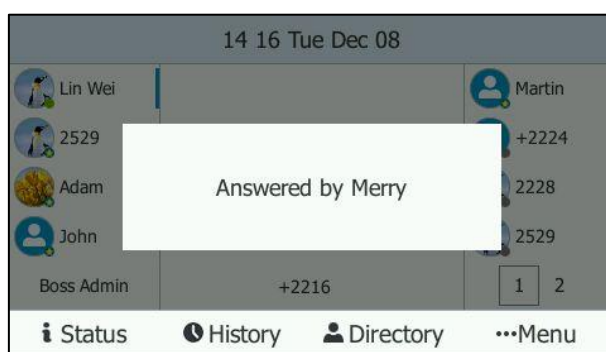 14 16 Tue Dec 08
Lin Wei
Martin
2529
+2224
Adam
Answered by Merry
2228
John
2529
Boss Admin
+2216
1 2
i Status
History
Directory
Menu